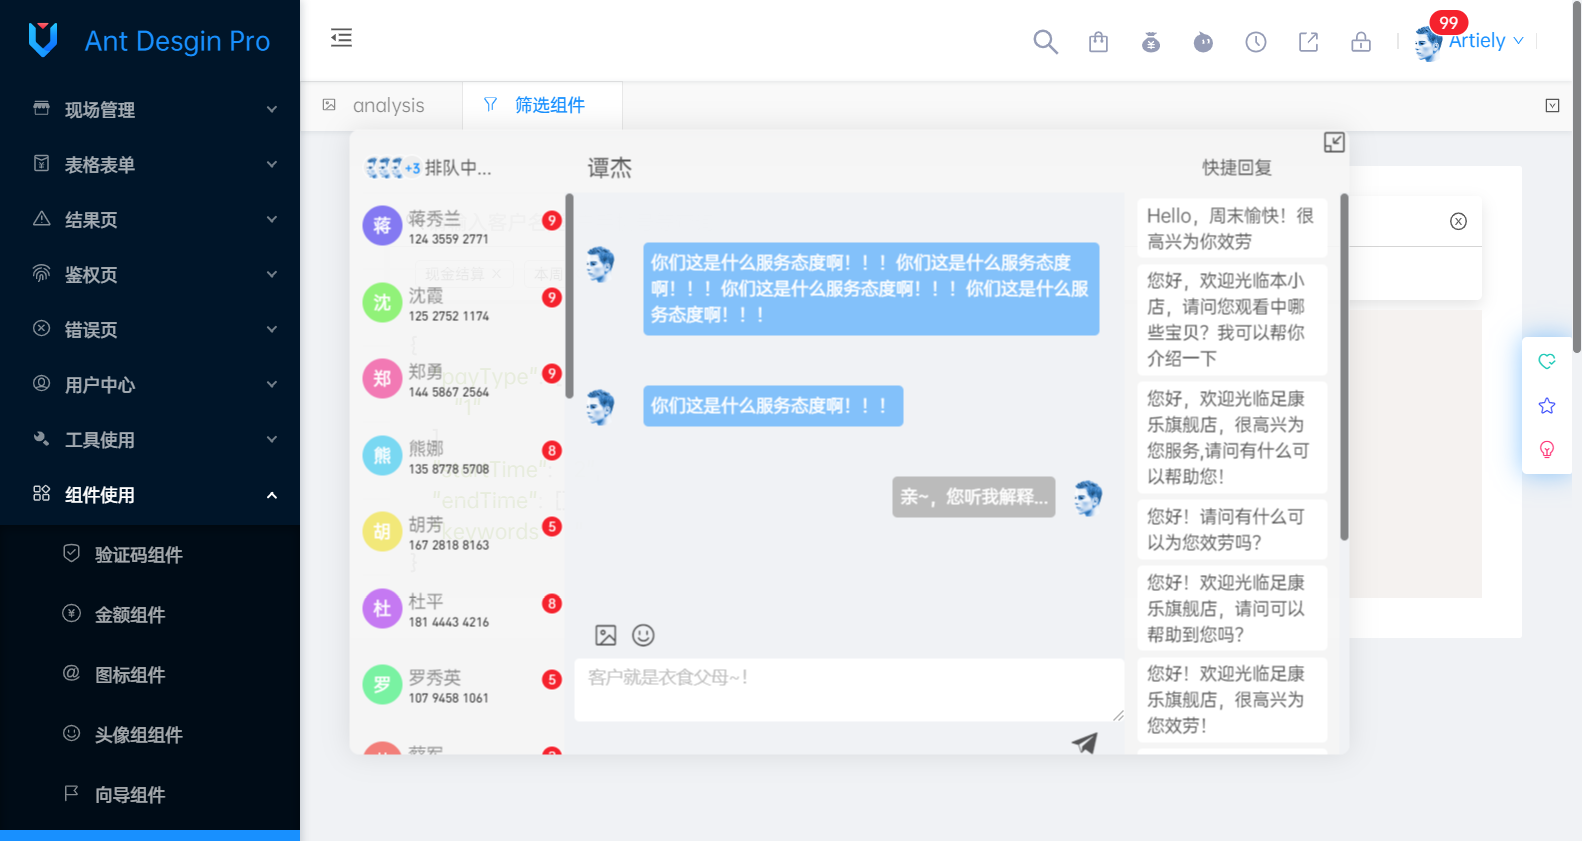 Ant Desgin Pro
99
Artiely
现场管理
表格表单
结果页
鉴权页
错误页
用户中心
工具使用
组件使用
验证码组件
金额组件
图标组件
头像组组件
向导组件
analysis
筛选组件
+3 排队中...
蒋
蒋秀兰
124 3559 2771
9
沈
沈霞
125 2752 1174
9
郑
郑勇
144 5867 2564
9
熊
熊娜
135 8778 5708
8
胡
胡芳
167 2818 8163
5
杜
杜平
181 4443 4216
8
罗
罗秀英
107 9458 1061
5
现金结算
"1"
"endTime": [
keywords
谭杰
你们这是什么服务态度啊！！！你们这是什么服务态度
啊！！！你们这是什么服务态度啊！！！你们这是什么服
务态度啊！！！
你们这是什么服务态度啊！！！
亲~，您听我解释...
客户就是衣食父母~！
快捷回复
Hello，周末愉快！很
高兴为你效劳
您好，欢迎光临本小
店，请问您观看中哪
些宝贝？我可以帮你
介绍一下
您好，欢迎光临足康
乐旗舰店，很高兴为
您服务,请问有什么可
以帮助您！
您好！请问有什么可
以为您效劳吗？
您好！欢迎光临足康
乐旗舰店，请问可以
帮助到您吗？
您好！欢迎光临足康
乐旗舰店，很高兴为
您效劳！